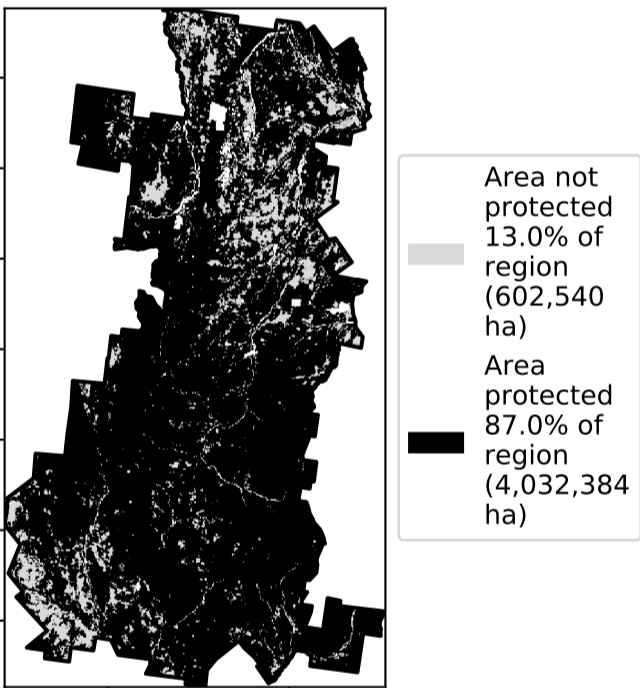 Area not
protected
13.0% of
region
(602,540
ha)
Area
protected
87.0% of
region
(4,032,384
ha)